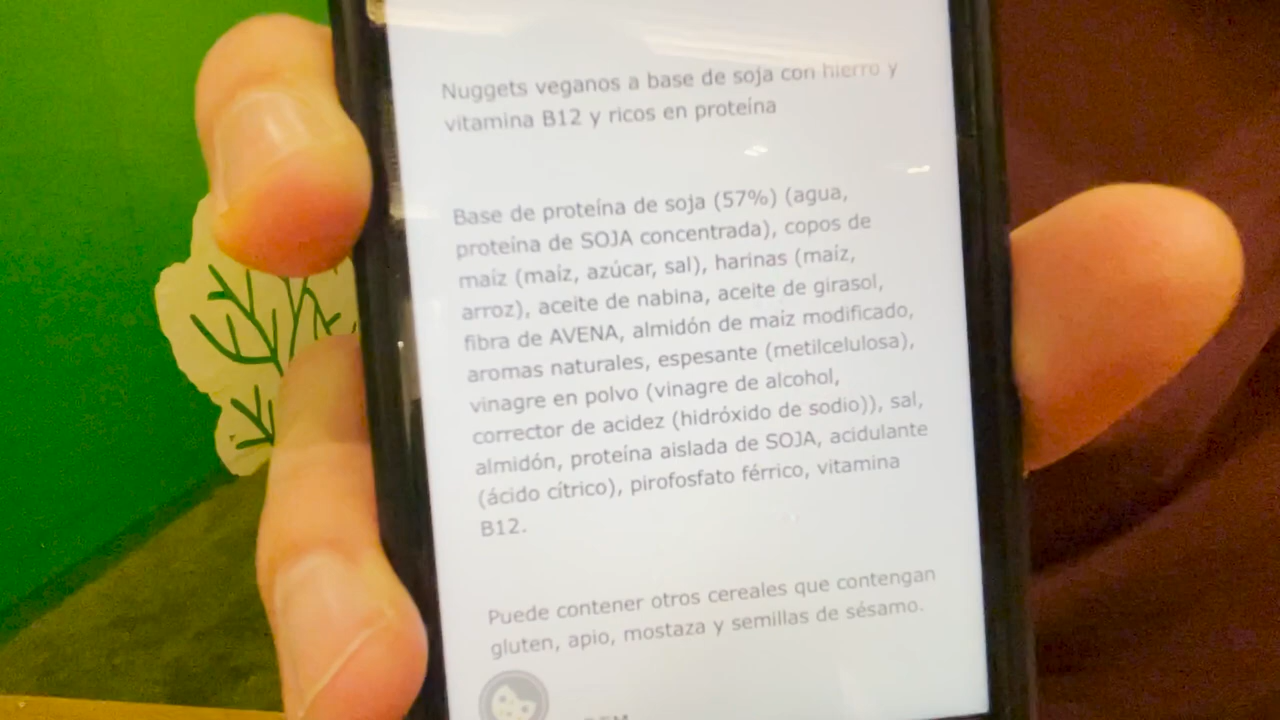 Nuggets veganos a base de soja con hierro y
vitamina B12 y ricos en proteína
Base de proteína de soja (57%) (agua,
proteína de SOJA concentrada), copos de
maíz (maíz, azúcar, sal), harinas (maíz,
arroz), aceite de nabina, aceite de girasol,
fibra de AVENA, almidón de maíz modificado,
aromas naturales, espesante (metilcelulosa),
vinagre en polvo (vinagre de alcohol,
corrector de acidez (hidróxido de sodio)), sal,
almidón, proteína aislada de SOJA, acidulante
(ácido cítrico), pirofosfato férrico, vitamina
B12.
Puede contener otros cereales que contengan
gluten, apio, mostaza y semillas de sésamo.